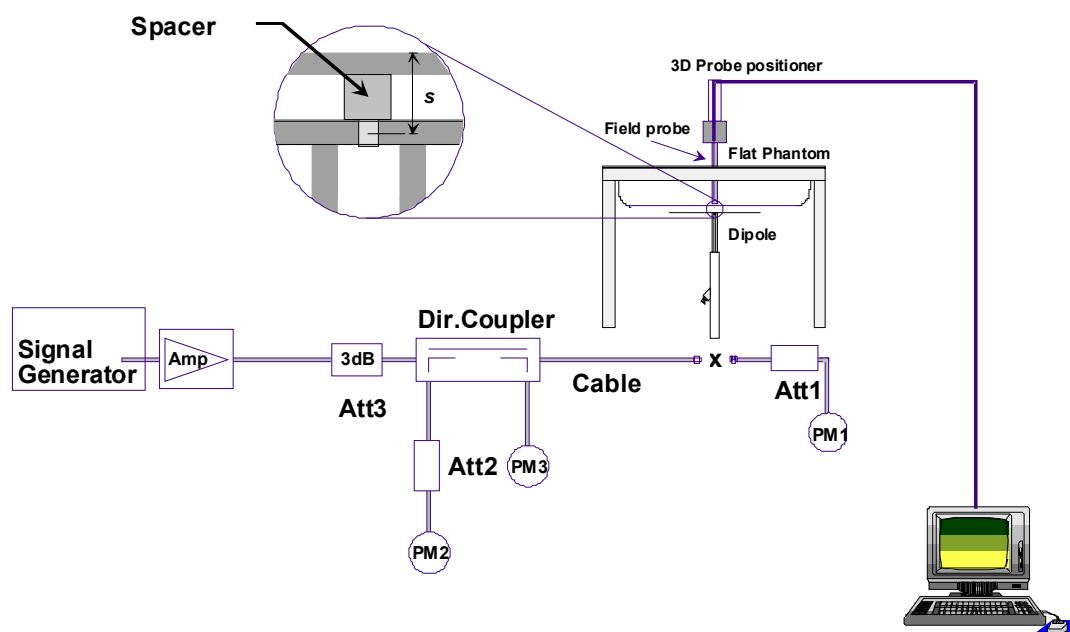 Spacer
s
3D Probe positioner
Field probe
Flat Phantom
Dipole
Dir.Coupler
Signal
Generator
Amp
3dB
Att3
Cable
x
Att1
PM1
Att2
PM3
PM2